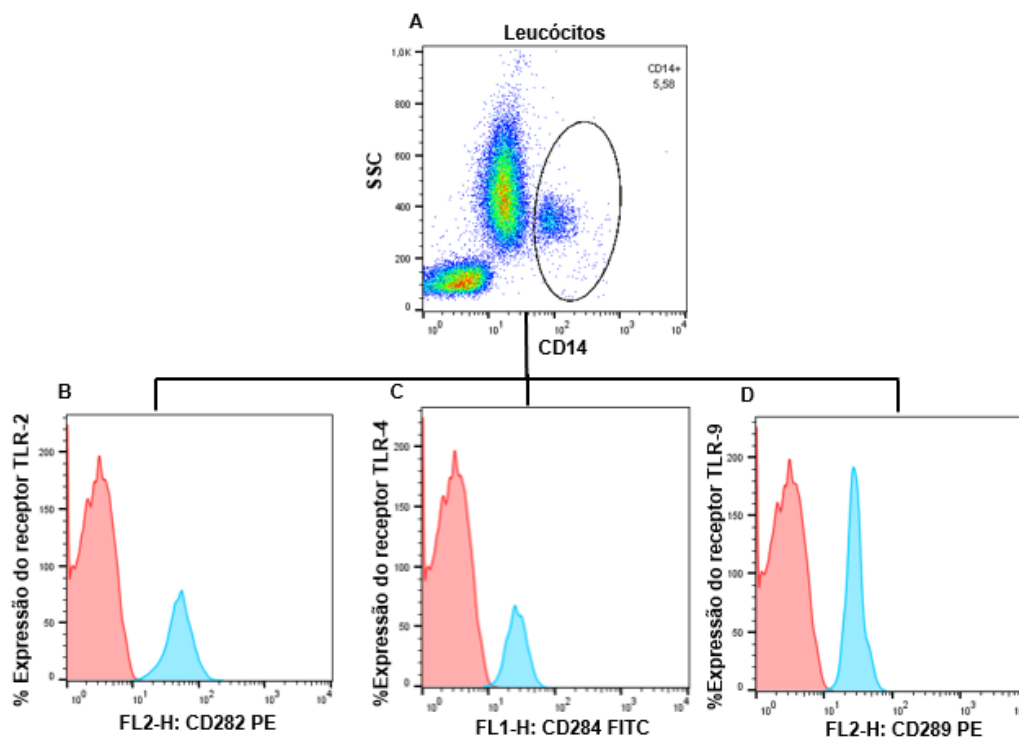 A
Leucócitos
1,0K
800
600
400
200
0
SSC
CD14+
5,58
10^0 10^1 10^2 10^3 10^4
CD14
B
% Expressão do receptor TLR-2
200
150
100
50
0
10^0 10^1 10^2 10^3 10^4
FL2-H: CD282 PE
C
%Expressão do receptor TLR-4
200
150
100
50
0
10^0 10^1 10^2 10^3 10^4
FL1-H: CD284 FITC
D
%Expressão do receptor TLR-9
200
150
100
50
0
10^0 10^1 10^2 10^3
FL2-H: CD289 PE